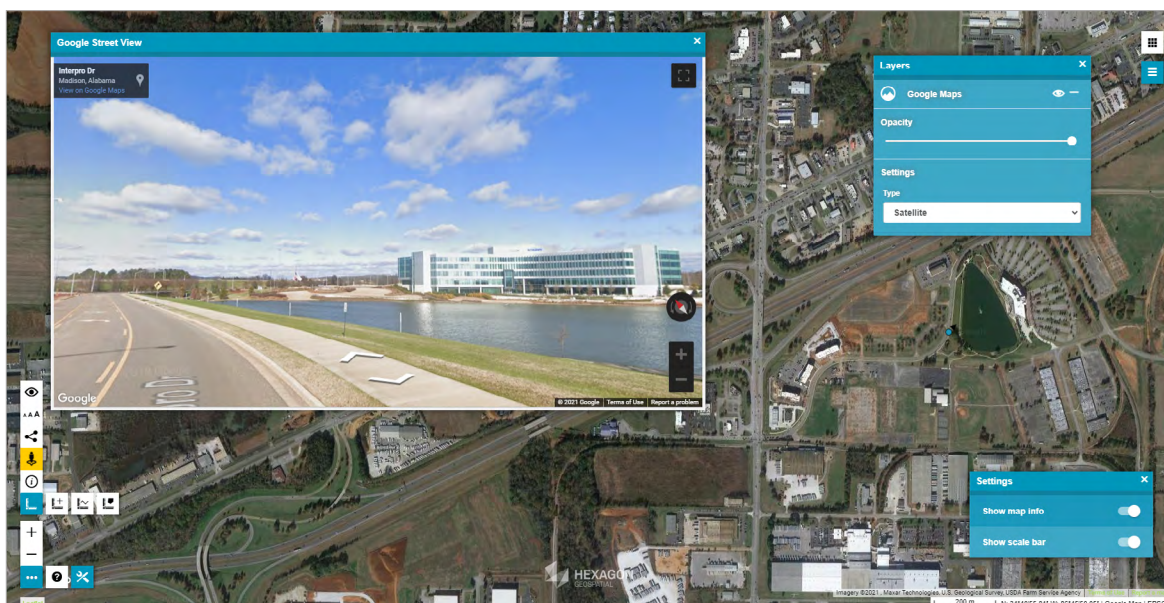 Google Street View
Interpro Dr
Madison, Alabama
View on Google Maps
Google
© 2021 Google
Terms of Use
Report a problem
Layers
Google Maps
Opacity
Settings
Type
Satellite
AAA
Settings
Show map info
Show scale bar
HEXAGON
GEOSPATIAL
Imagery ©2021 , Maxar Technologies, U.S. Geological Survey, USDA Farm Service Agency
200 m